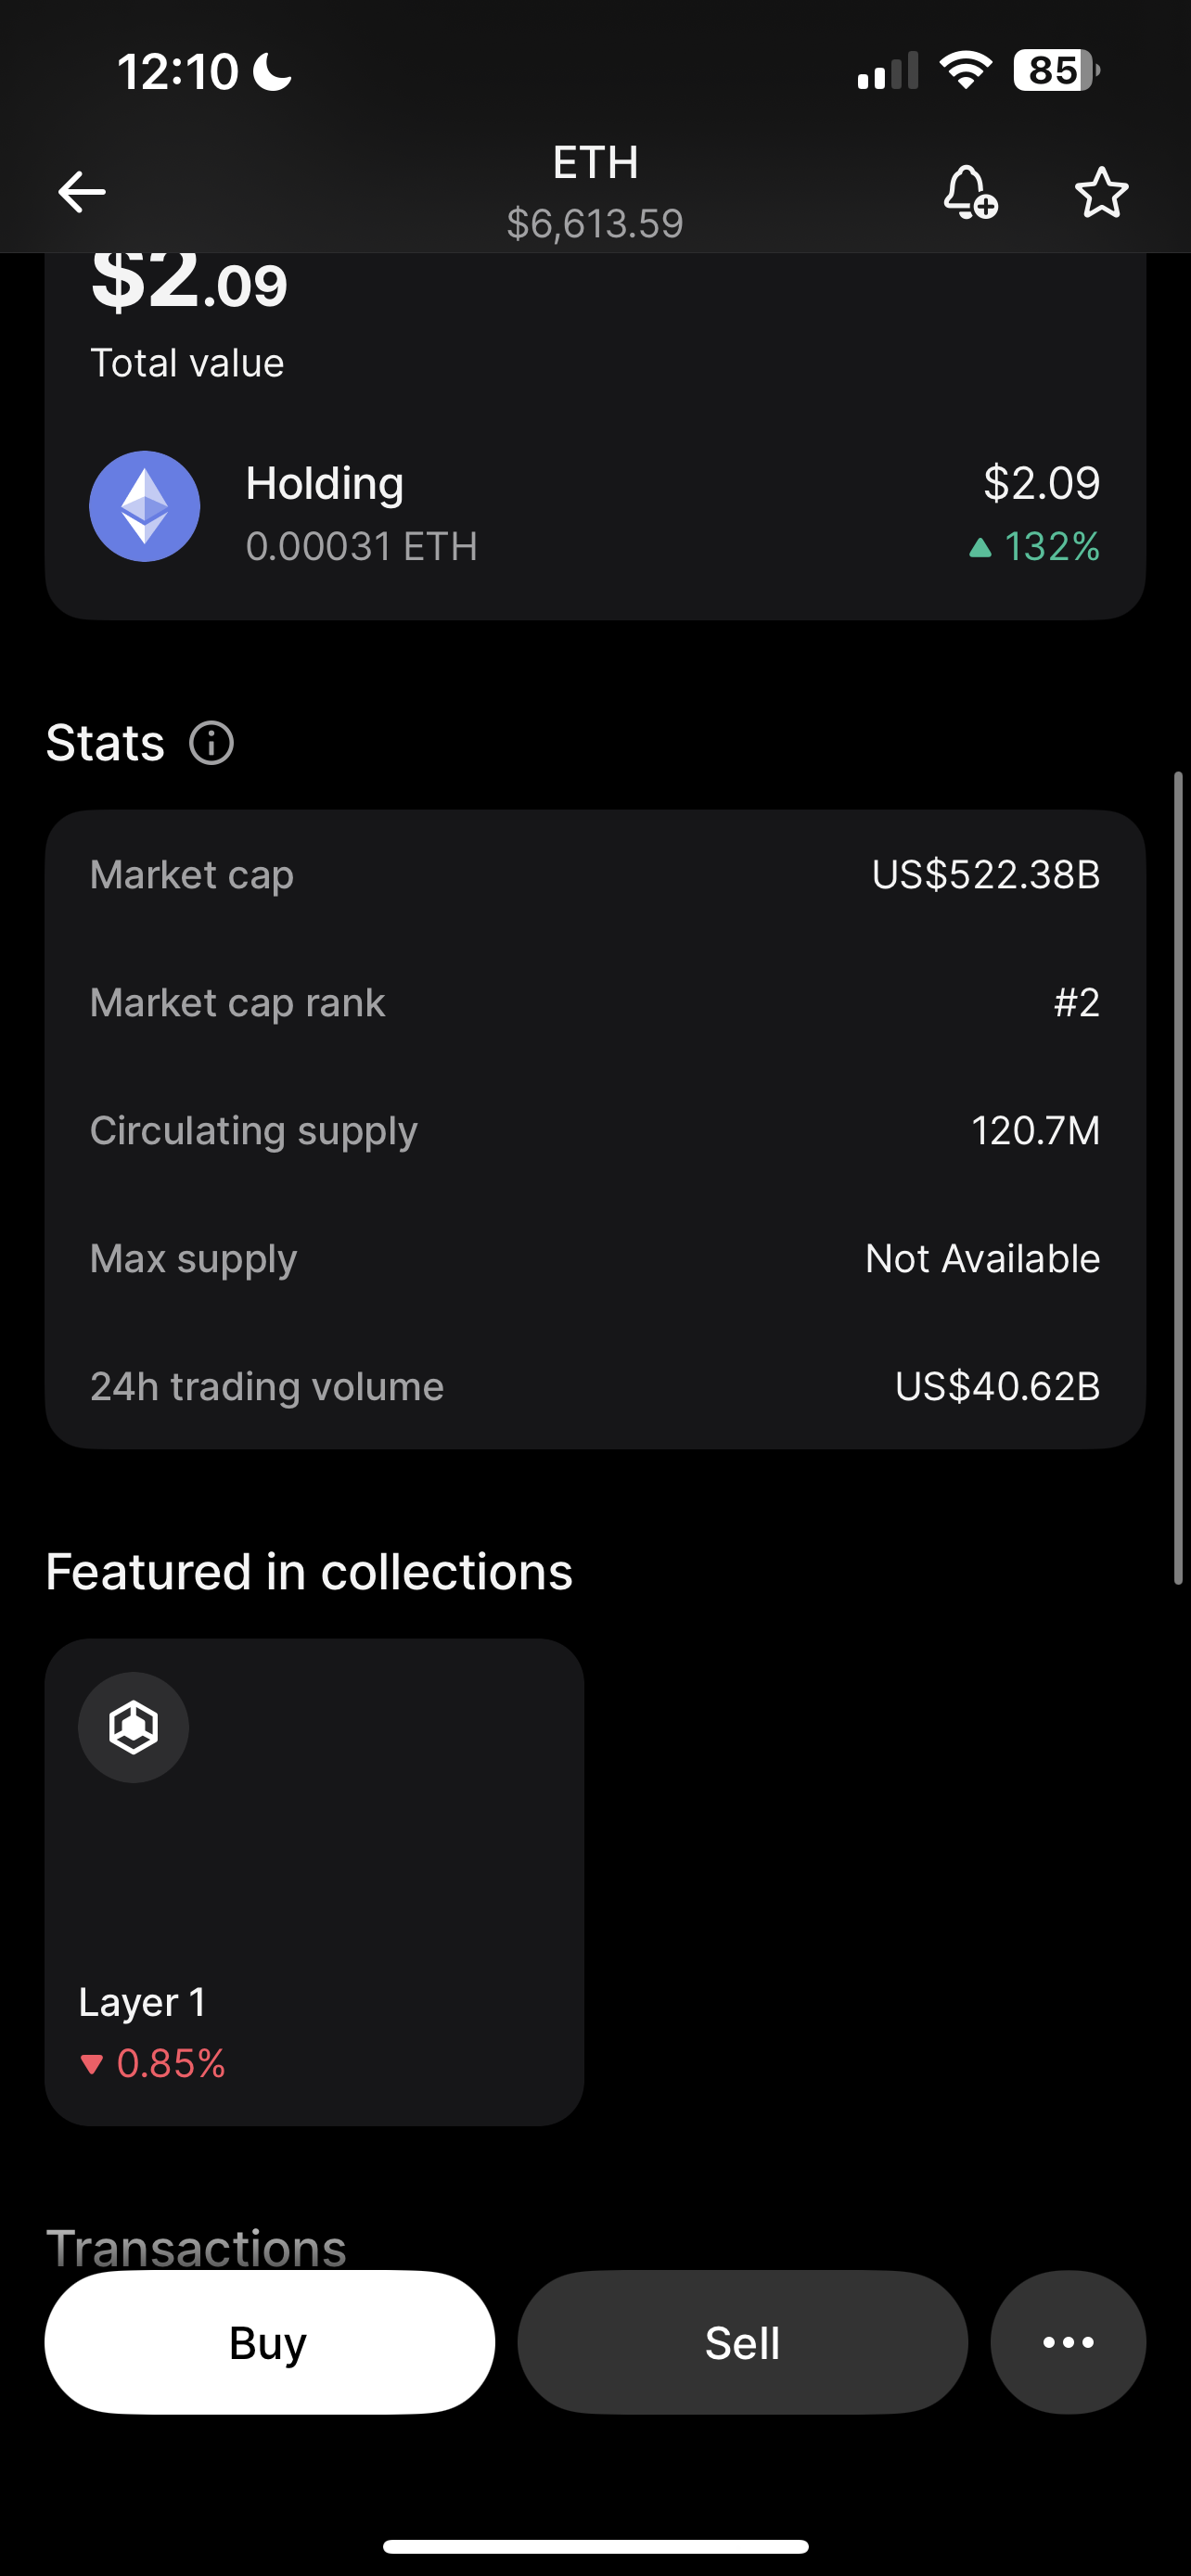 12:10
85
ETH
$6,613.59
$2.09
Total value
Holding
$2.09
0.00031 ETH
▲ 132%
Stats
Market cap
US$522.38B
Market cap rank
#2
Circulating supply
120.7M
Max supply
Not Available
24h trading volume
US$40.62B
Featured in collections
Layer 1
▼ 0.85%
Transactions
Buy
Sell